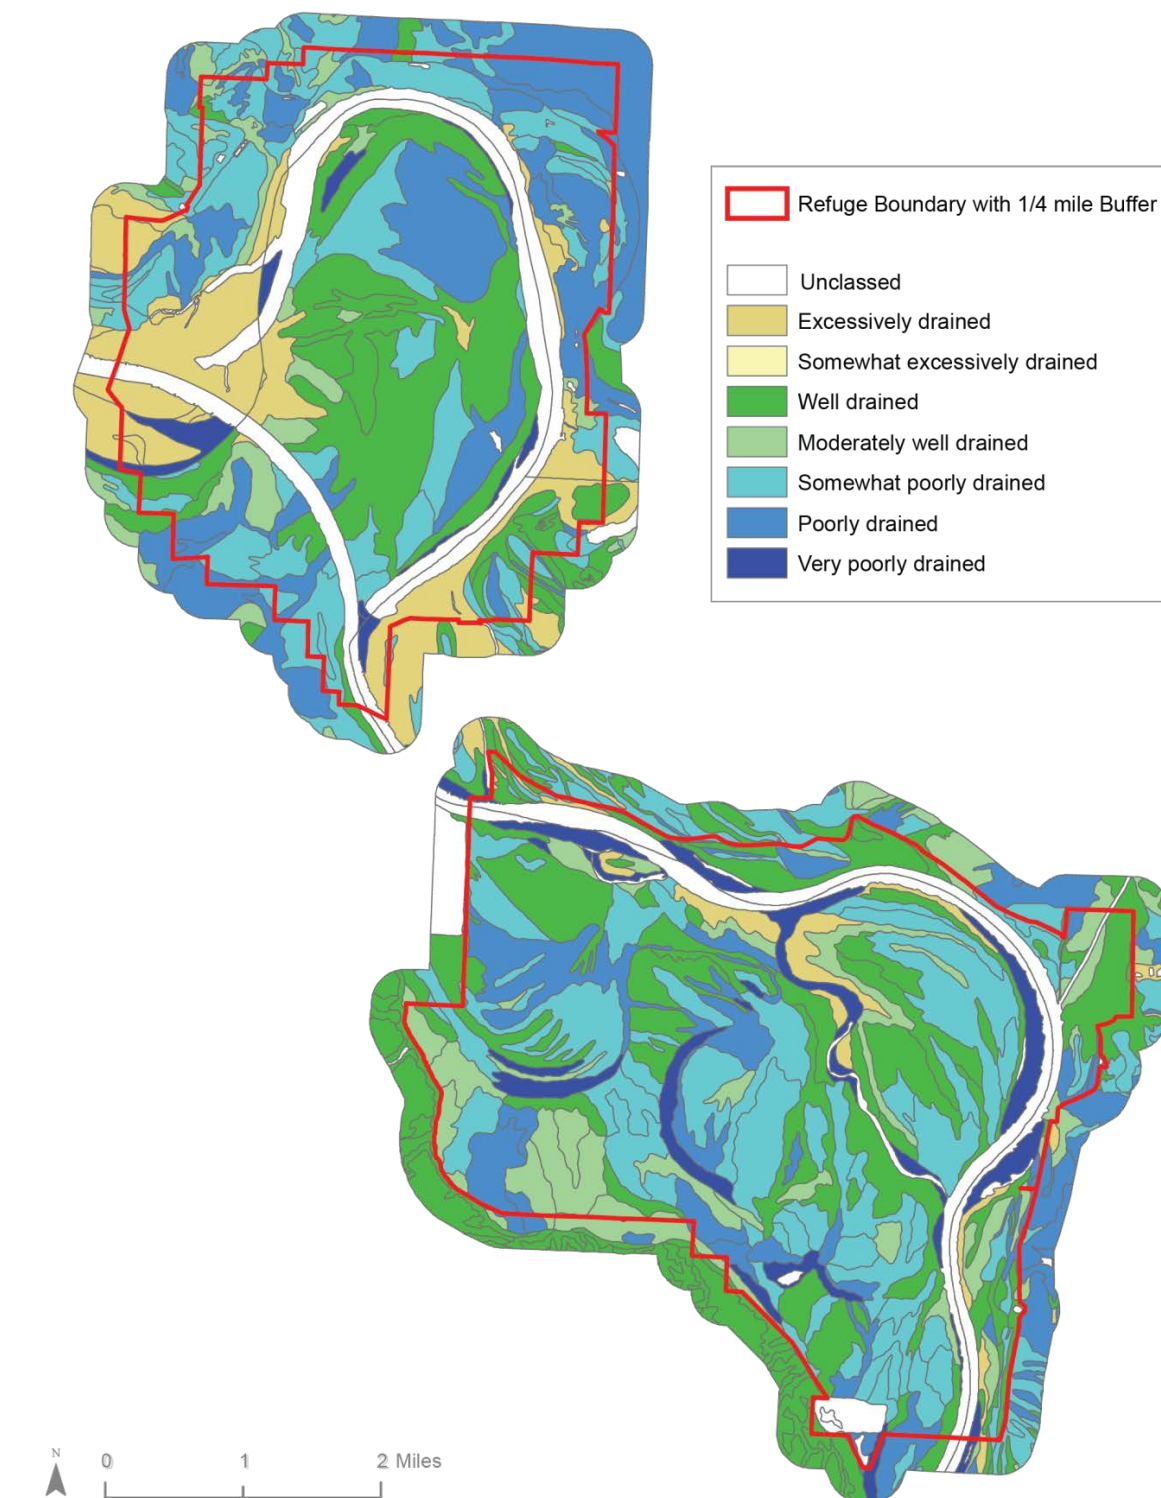 Refuge Boundary with 1/4 mile Buffer
Unclassed
Excessively drained
Somewhat excessively drained
Well drained
Moderately well drained
Somewhat poorly drained
Poorly drained
Very poorly drained
N
0 1 2 Miles